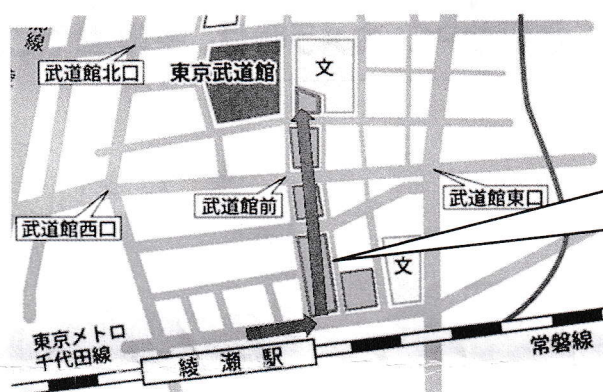 線
武道館北口
東京武道館
文
武道館前
武道館東口
武道館西口
文
東京メトロ
千代田線
綾瀬駅
常磐線